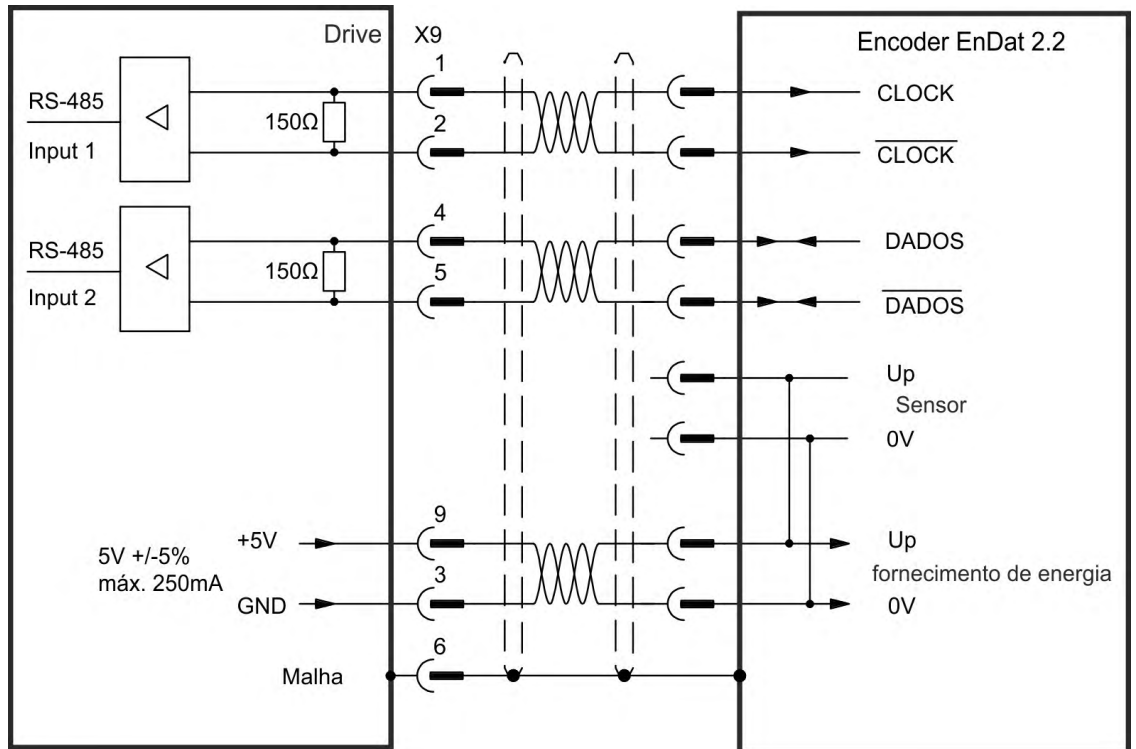 Drive
X9
Encoder EnDat 2.2
1
CLOCK
RS-485
150Ω
Input 1
2
CLOCK
4
DADOS
RS-485
150Ω
Input 2
5
DADOS
Up
Sensor
0V
9
+5V
5V +/-5%
máx. 250mA
Up
fornecimento de energia
3
GND
0V
6
Malha